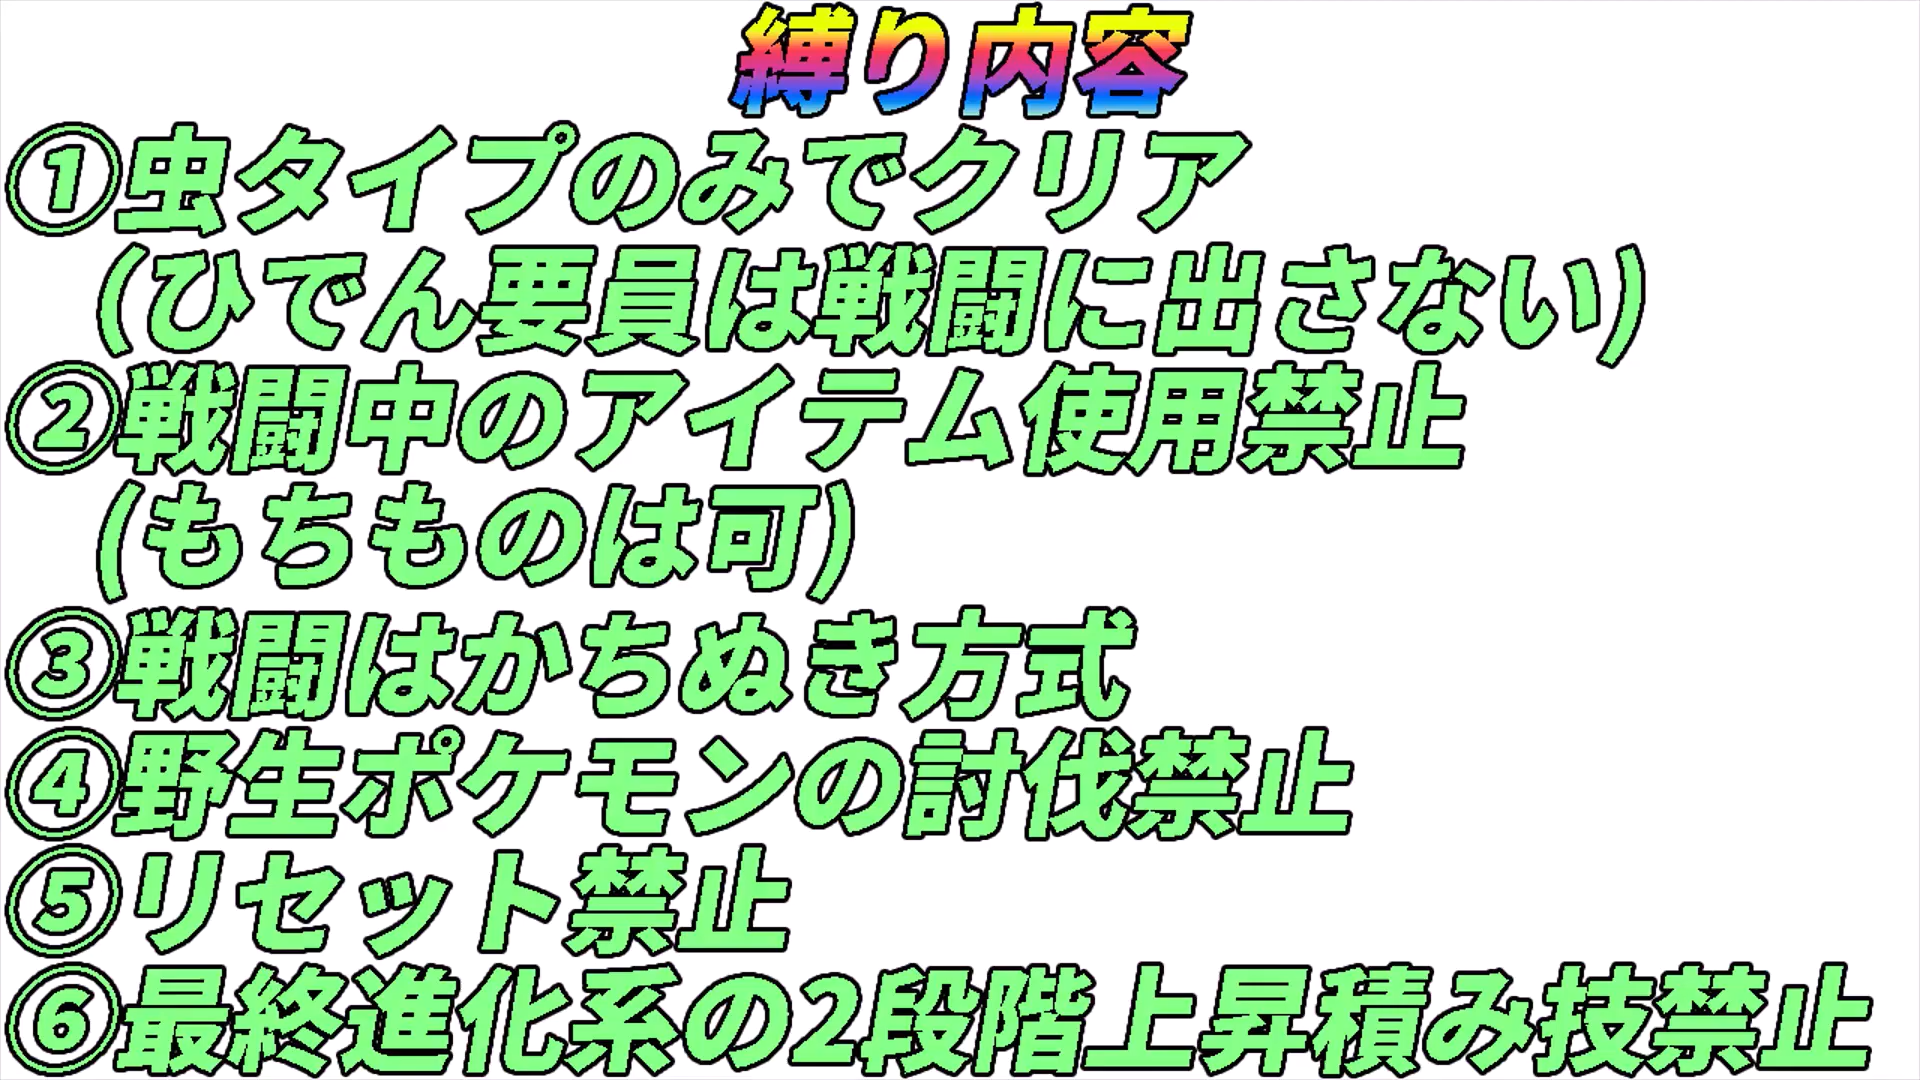 縛り内容
①虫タイプのみでクリア
(ひでん要員は戦闘に出さない)
②戦闘中のアイテム使用禁止
(もちものは可)
③戦闘はかちぬき方式
④野生ポケモンの討伐禁止
⑤リセット禁止
⑥最終進化系の2段階上昇積み技禁止